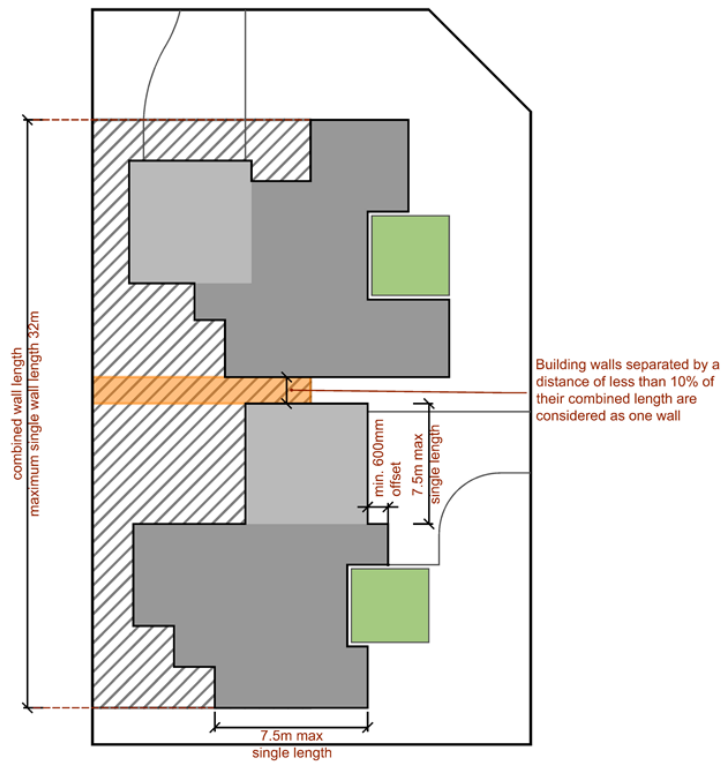 combined wall length
maximum single wall length 32m
Building walls separated by a
distance of less than 10% of
their combined length are
considered as one wall
min. 600mm
offset
7.5m max
single length
7.5m max
single length